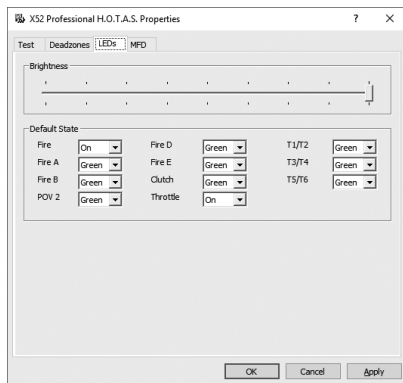 X52 Professional H.O.T.A.S. Properties ? ×
Test Deadzones LEDs MFD
Brightness
Default State
Fire On Fire D Green T1/T2 Green
Fire A Green Fire E Green T3/T4 Green
Fire B Green Clutch Green T5/T6 Green
POV 2 Green Throttle On
OK Cancel Apply